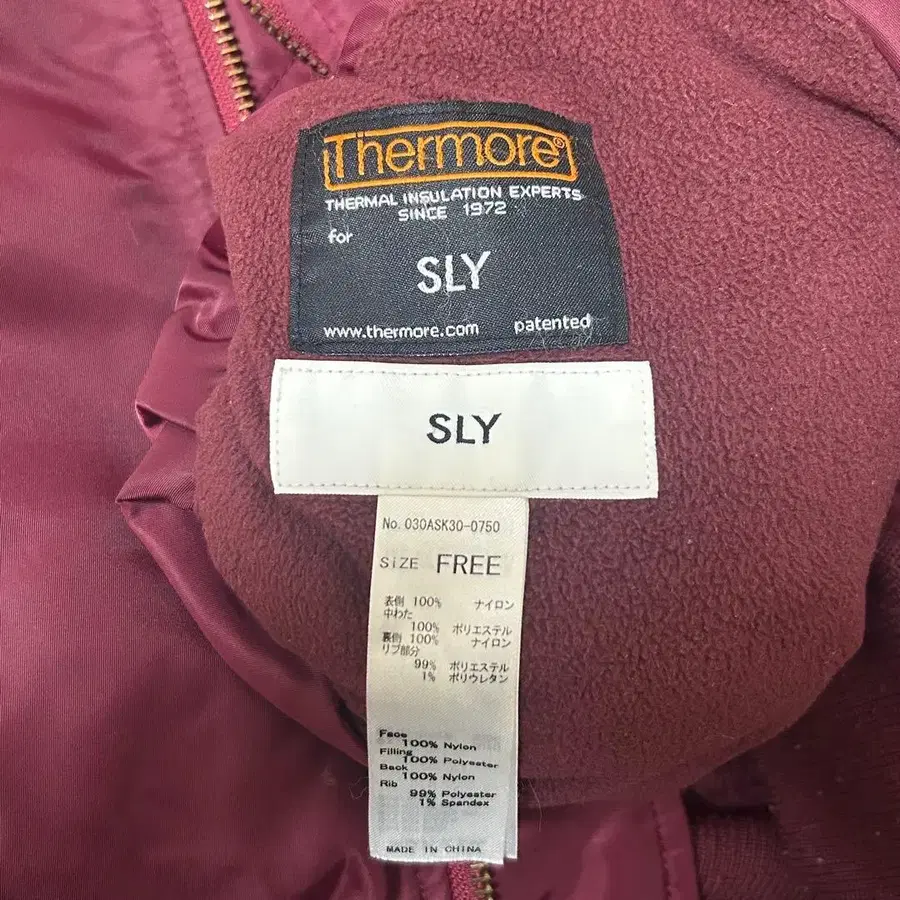 Thermore®
THERMAL INSULATION EXPERTS
SINCE 1972
for
SLY
www.thermore.com patented
SLY
No. 030ASK30-0750
SIZE FREE
表側 100% ナイロン
中わた
100% ポリエステル
裏側 100% ナイロン
リブ部分
99% ポリエステル
1% ポリウレタン
Face
100% Nylon
Filling
100% Polyester
Back
100% Nylon
Rib
99% Polyester
1% Spandex
MADE IN CHINA